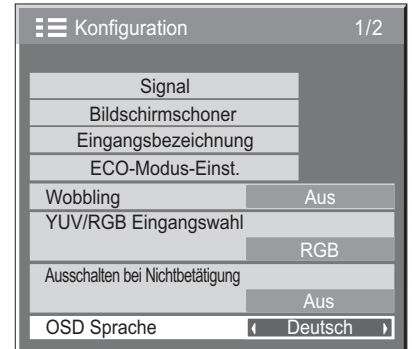 Konfiguration 1/2
Signal
Bildschirmschoner
Eingangsbezeichnung
ECO-Modus-Einst.
Wobbling Aus
YUV/RGB Eingangswahl
RGB
Ausschalten bei Nichtbetätigung
Aus
OSD Sprache Deutsch